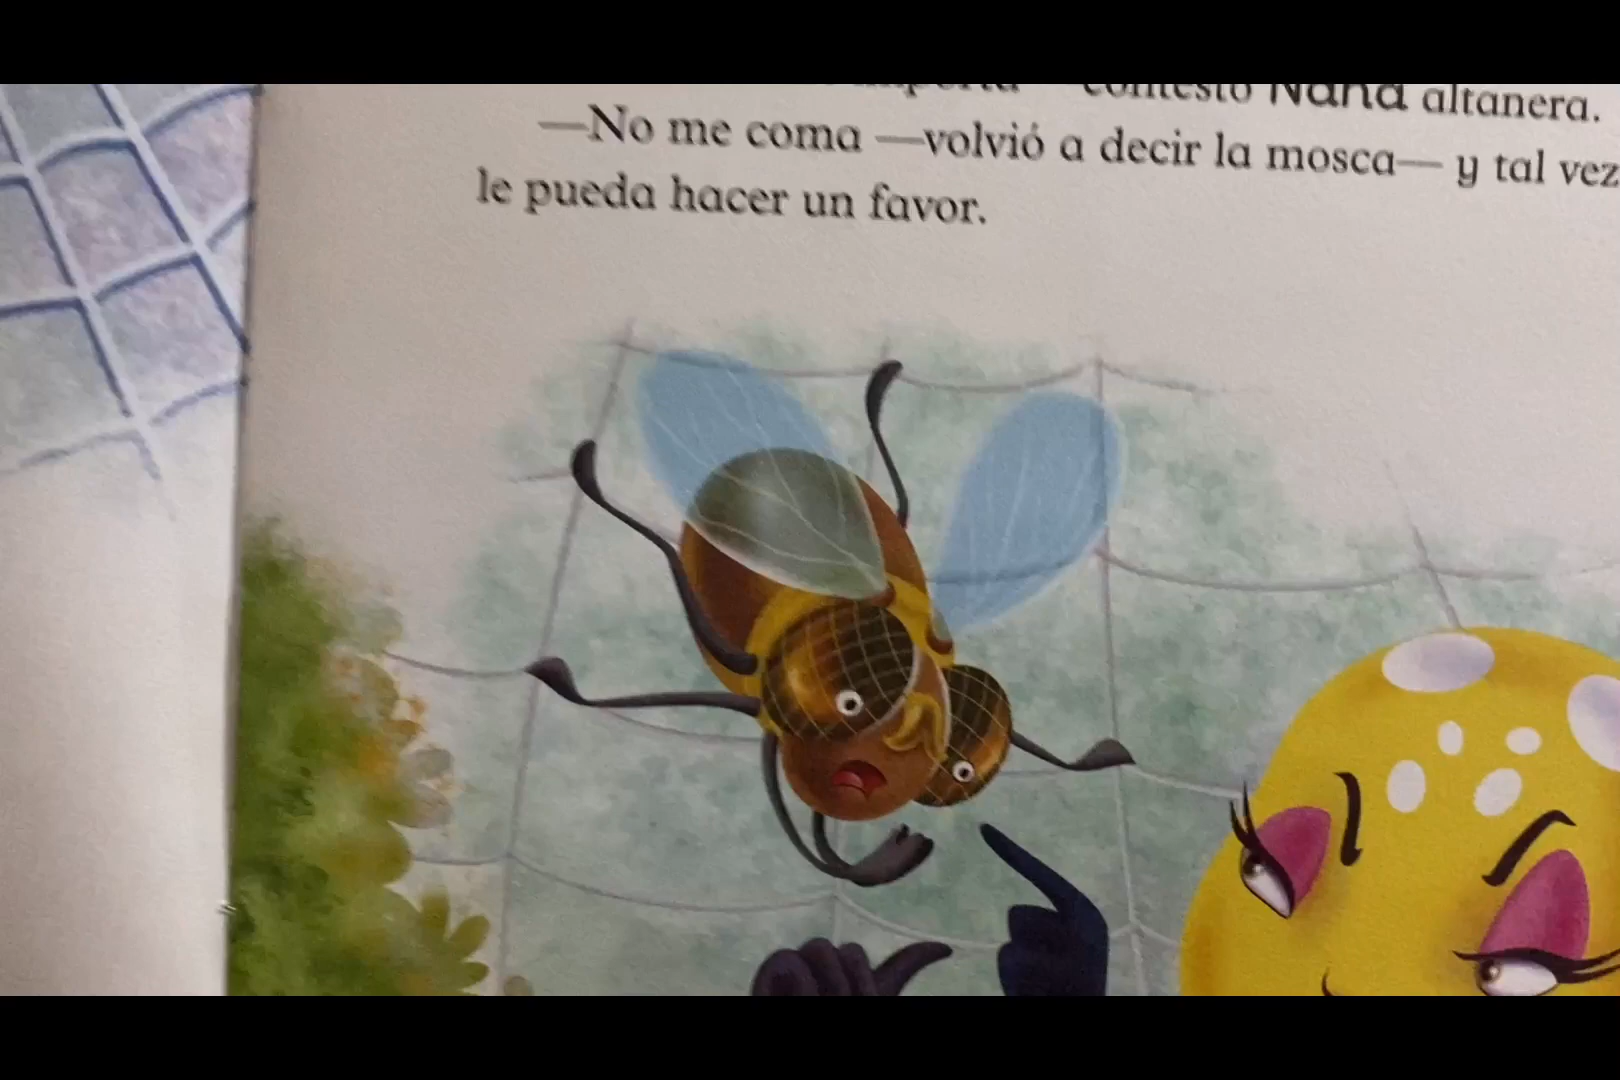 contestó Nana altanera.
—No me coma —volvió a decir la mosca— y tal vez
le pueda hacer un favor.